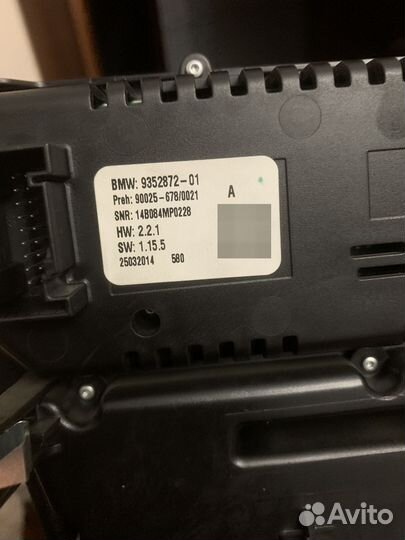 BMW: 9352872-01
Preh: 90025-678/0021 A
SNR: 14B084MP0228
HW: 2.2.1
SW: 1.15.5
25032014 580
Avito